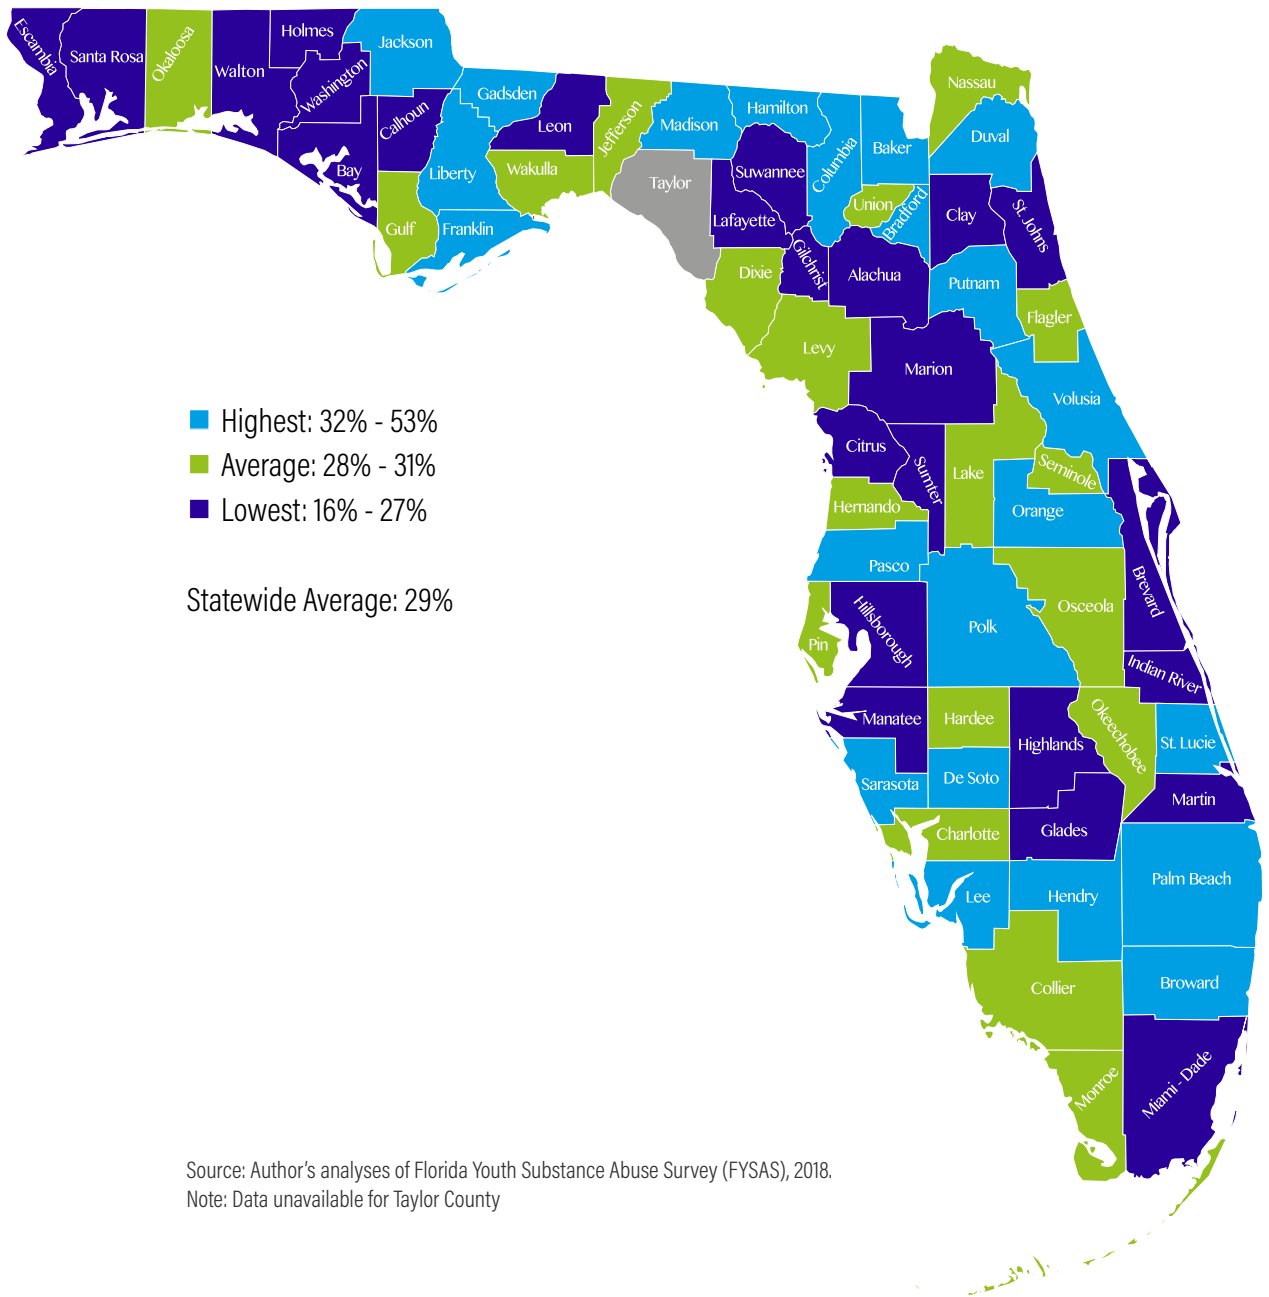 Escambia
Santa Rosa
Okaloosa
Walton
Holmes
Washington
Jackson
Bay
Calhoun
Gulf
Gadsden
Liberty
Franklin
Leon
Wakulla
Jefferson
Madison
Taylor
Hamilton
Suwannee
Lafayette
Columbia
Baker
Union
Bradford
Nassau
Duval
Clay
St. Johns
Dixie
Gilchrist
Alachua
Putnam
Flagler
Levy
Marion
Volusia
Highest: 32% - 53%
Average: 28% - 31%
Lowest: 16% - 27%
Statewide Average: 29%
Citrus
Sumter
Lake
Seminole
Hernando
Orange
Pasco
Brevard
Pin
Hillsborough
Polk
Osceola
Indian River
Manatee
Hardee
Highlands
Okeechobee
St. Lucie
Sarasota
De Soto
Martin
Charlotte
Glades
Lee
Hendry
Palm Beach
Collier
Broward
Monroe
Miami - Dade
Source: Author's analyses of Florida Youth Substance Abuse Survey (FYSAS), 2018.
Note: Data unavailable for Taylor County